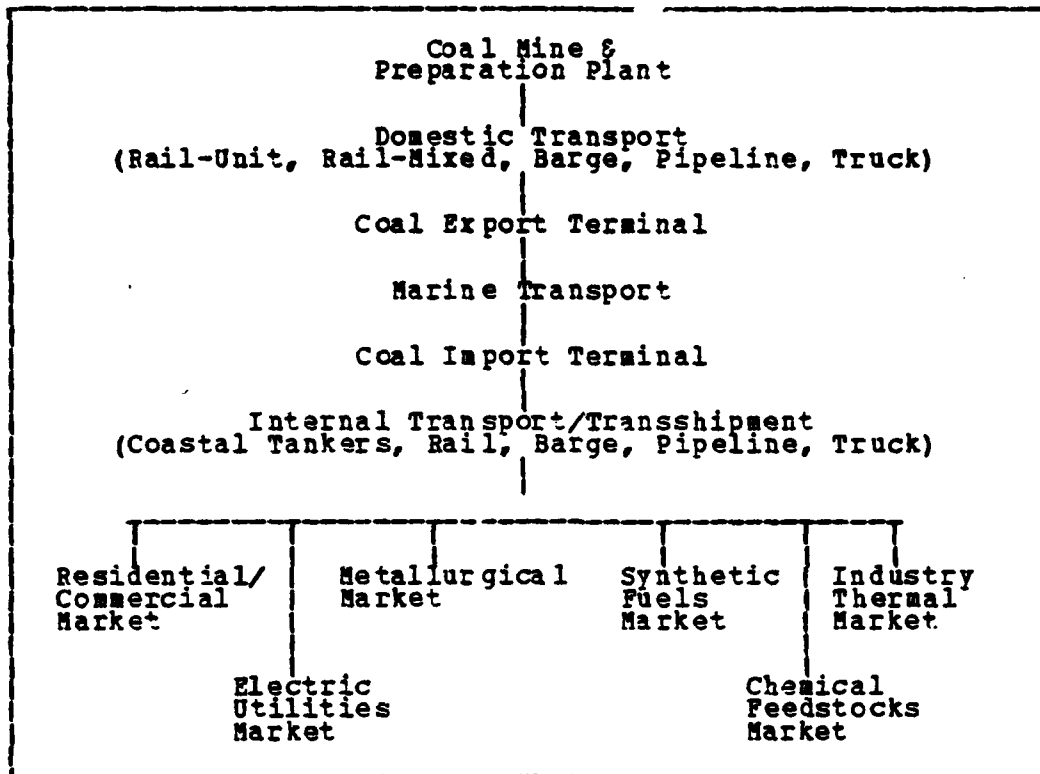 Coal Mine &
Preparation Plant
Domestic Transport
(Rail-Unit, Rail-Mixed, Barge, Pipeline, Truck)
Coal Export Terminal
Marine Transport
Coal Import Terminal
Internal Transport/Transshipment
(Coastal Tankers, Rail, Barge, Pipeline, Truck)
Residential/
Commercial
Market
Electric
Utilities
Market
Metallurgical
Market
Synthetic
Fuels
Market
Chemical
Feedstocks
Market
Industry
Thermal
Market